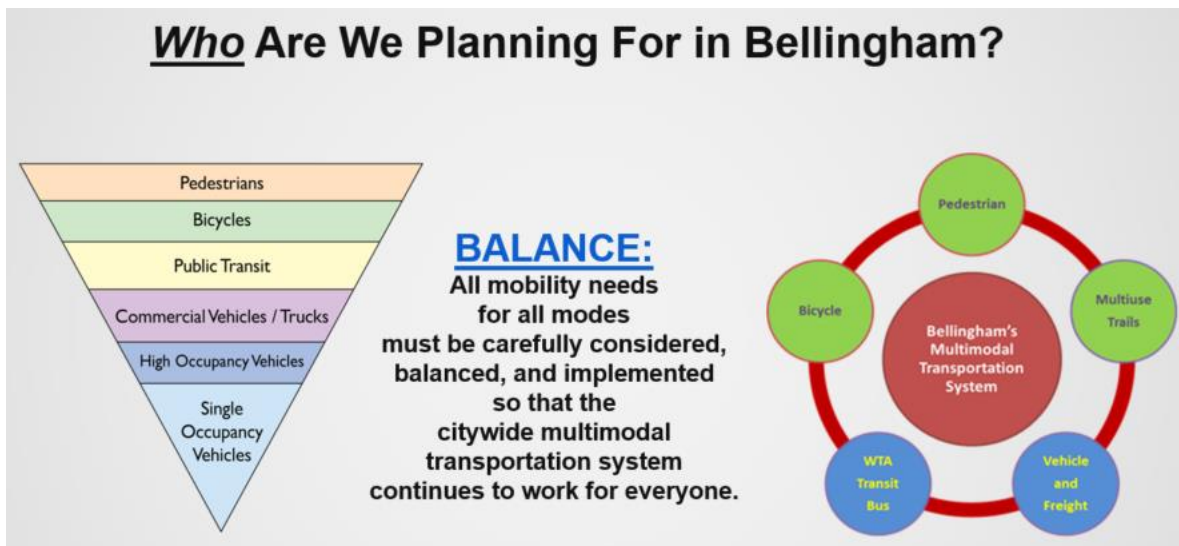 Who Are We Planning For in Bellingham?
Pedestrians
Bicycles
Public Transit
Commercial Vehicles / Trucks
High Occupancy Vehicles
Single
Occupancy
Vehicles
BALANCE:
All mobility needs
for all modes
must be carefully considered,
balanced, and implemented
so that the
citywide multimodal
transportation system
continues to work for everyone.
Pedestrian
Bicycle
Multiuse
Trails
Bellingham's
Multimodal
Transportation
System
WTA
Transit
Bus
Vehicle
and
Freight